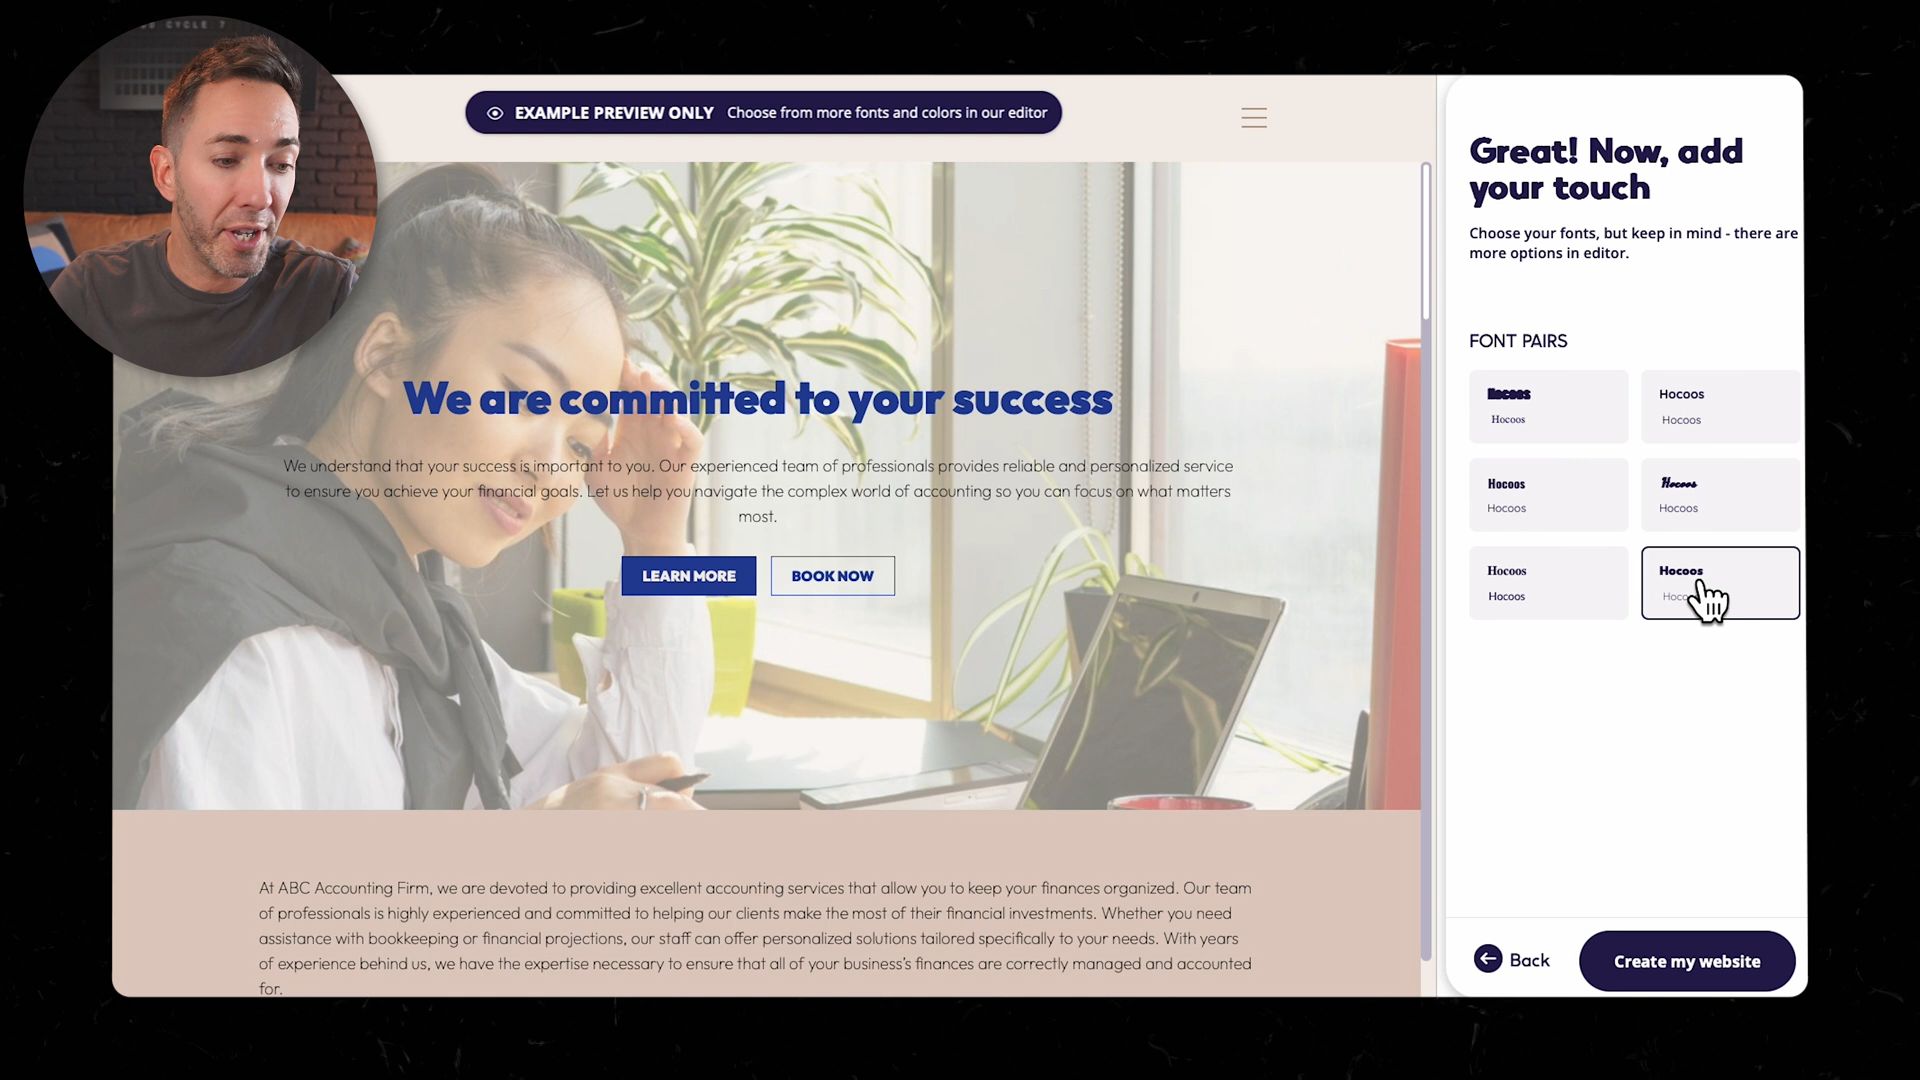 CYCLE 7
EXAMPLE PREVIEW ONLY Choose from more fonts and colors in our editor
We are committed to your success
We understand that your success is important to you. Our experienced team of professionals provides reliable and personalized service
to ensure you achieve your financial goals. Let us help you navigate the complex world of accounting so you can focus on what matters
most.
LEARN MORE
BOOK NOW
At ABC Accounting Firm, we are devoted to providing excellent accounting services that allow you to keep your finances organized. Our team
of professionals is highly experienced and committed to helping our clients make the most of their financial investments. Whether you need
assistance with bookkeeping or financial projections, our staff can offer personalized solutions tailored specifically to your needs. With years
of experience behind us, we have the expertise necessary to ensure that all of your business's finances are correctly managed and accounted
for.
Great! Now, add
your touch
Choose your fonts, but keep in mind - there are
more options in editor.
FONT PAIRS
Hocoos
Hocoos
Hocoos
Hocoos
Hocoos
Hocoos
Hocoos
Hocoos
Hocoos
Hocoos
Hocoos
Back
Create my website